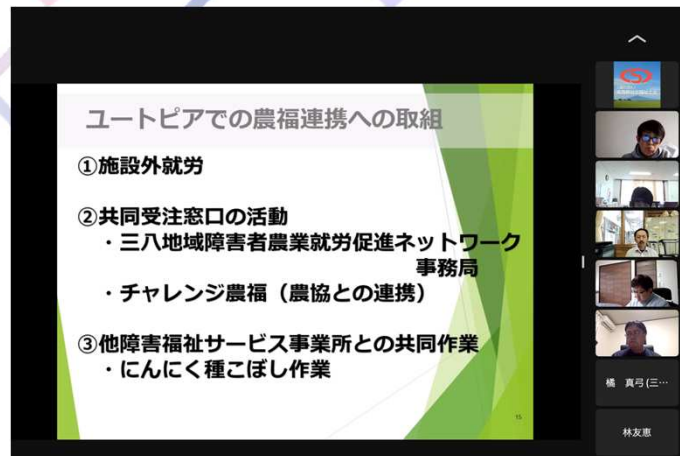 ユートピアでの農福連携への取組
①施設外就労
②共同受注窓口の活動
・三八地域障害者農業就労促進ネットワーク
事務局
・チャレンジ農福（農協との連携）
③他障害福祉サービス事業所との共同作業
・にんにく種こぼし作業
15
橘 真弓(三…
林友恵